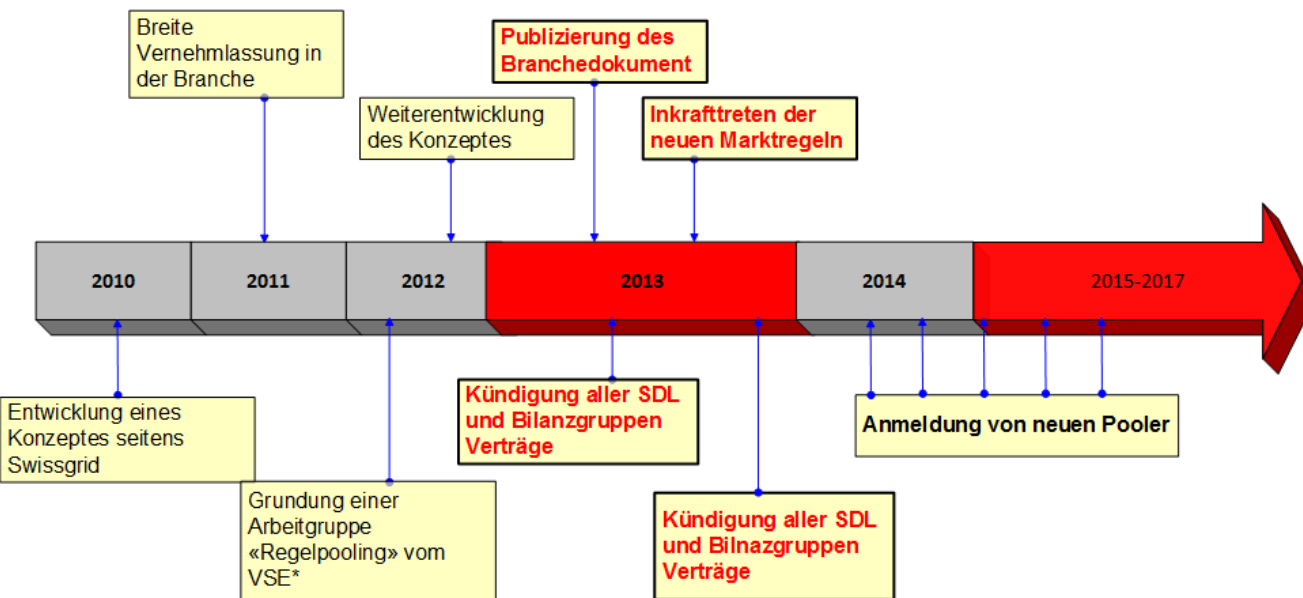 Breite
Vernehmlassung in
der Branche
Publizierung des
Branchedokument
Weiterentwicklung
des Konzeptes
Inkrafttreten der
neuen Marktregeln
2010
2011
2012
2013
2014
2015-2017
Entwicklung eines
Konzeptes seitens
Swissgrid
Grundung einer
Arbeitgruppe
«Regelpooling» vom
VSE*
Kündigung aller SDL
und Bilanzgruppen
Verträge
Kündigung aller SDL
und Bilnazgruppen
Verträge
Anmeldung von neuen Pooler